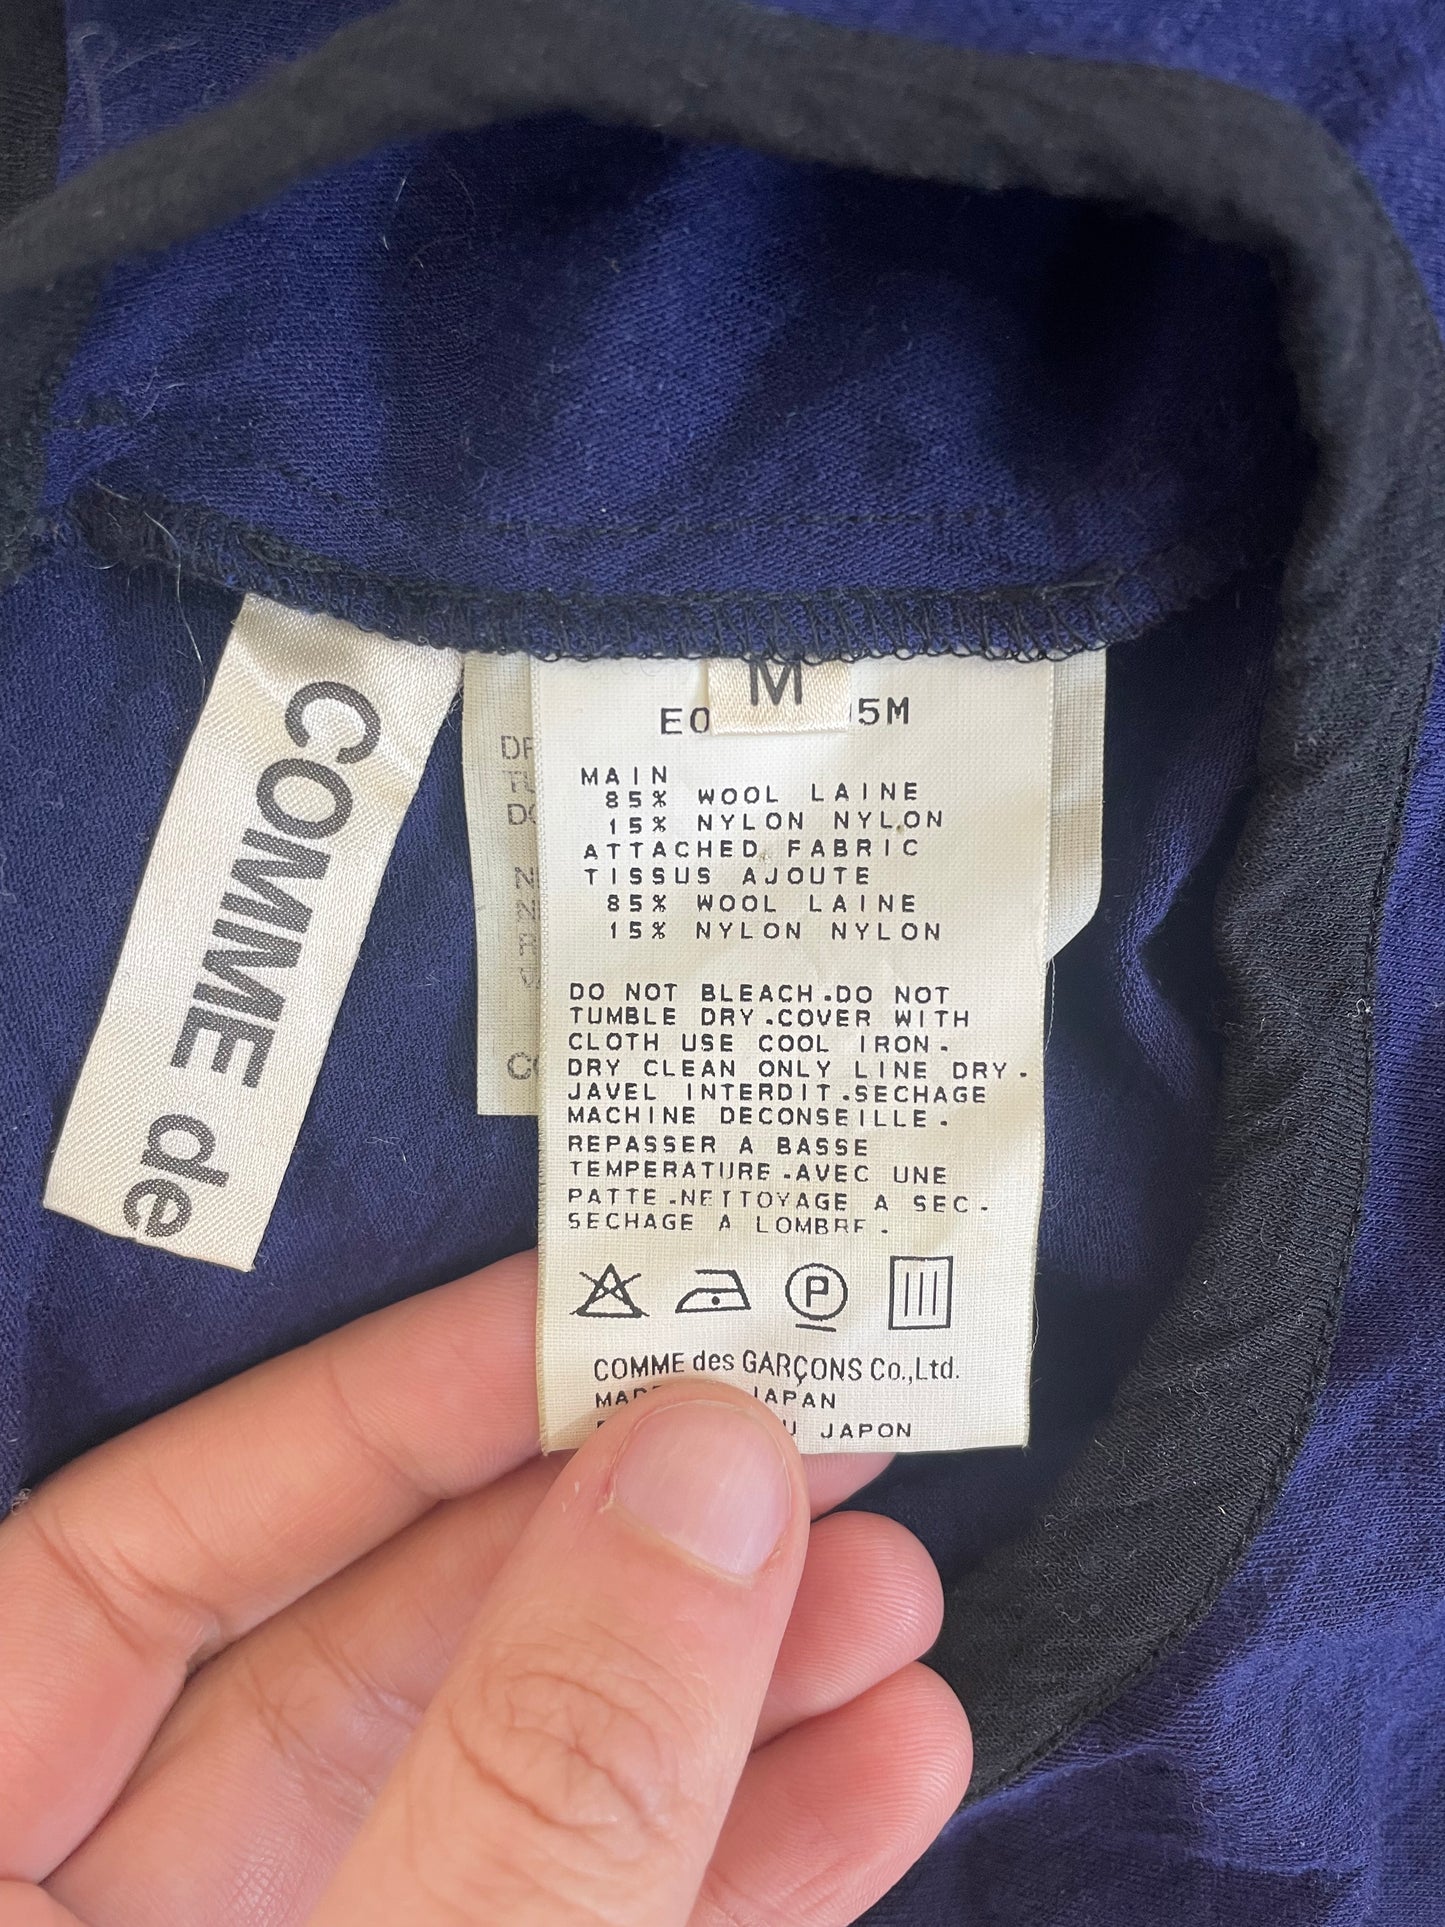 COMME de
M
E0 5M
MAIN
85% WOOL LAINE
15% NYLON NYLON
ATTACHED FABRIC
TISSUS AJOUTE
85% WOOL LAINE
15% NYLON NYLON
DO NOT BLEACH.DO NOT
TUMBLE DRY.COVER WITH
CLOTH USE COOL IRON.
DRY CLEAN ONLY LINE DRY.
JAVEL INTERDIT.SECHAGE
MACHINE DECONSEILLE.
REPASSER A BASSE
TEMPERATURE.AVEC UNE
PATTE.NETTOYAGE A SEC.
SECHAGE A LOMBRE.
P
COMME des GARÇONS Co.,Ltd.
JAPAN
JAPON